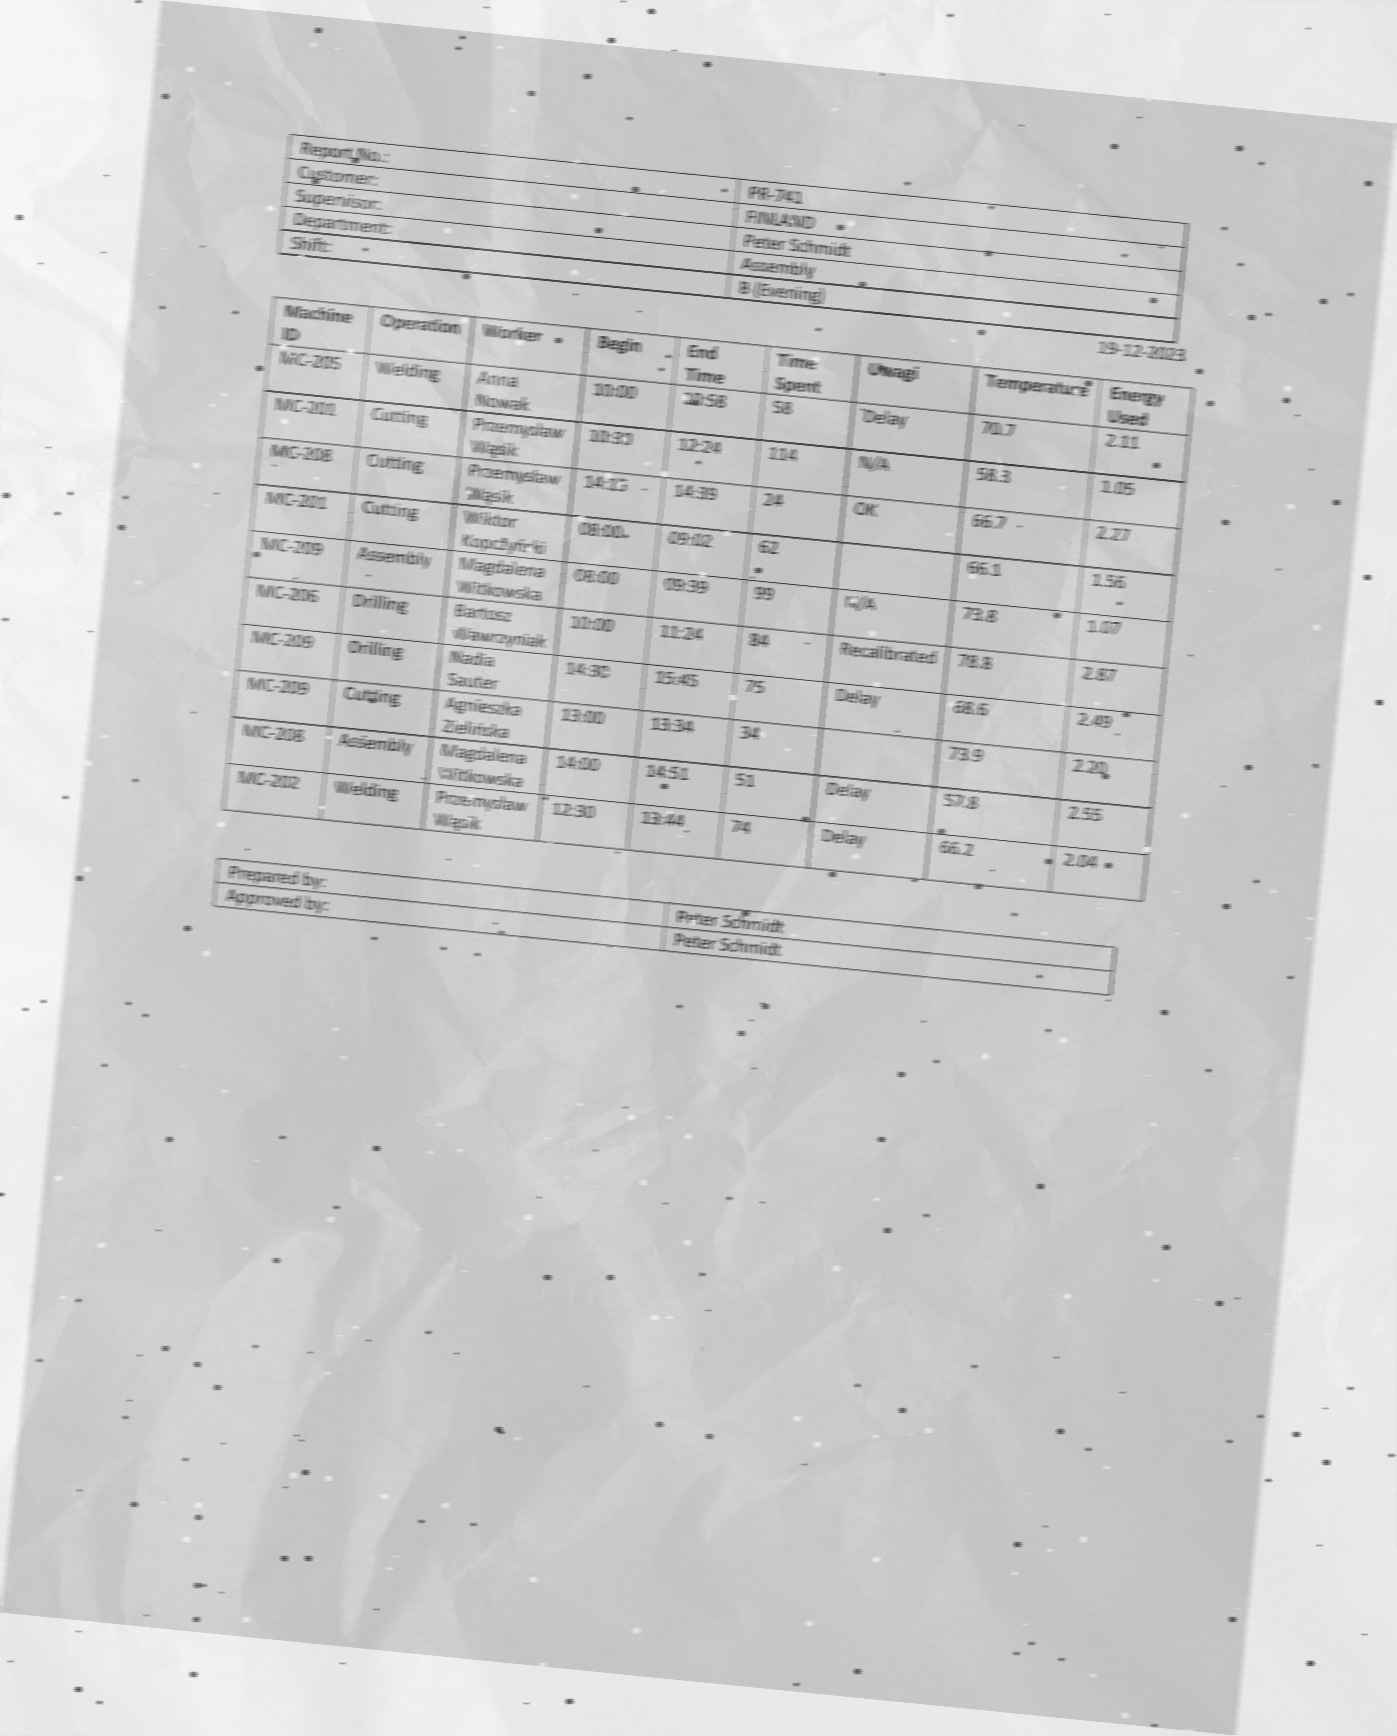 Report No.: PR-741
Customer: FINLAND
Supervisor: Peter Schmidt
Department: Assembly
Shift: B (Evening)
19-12-2023
Machine ID Operation Worker Begin End Time Time Spent Uwagi Temperature Energy Used
MC-205 Welding Anna Nowak 10:00 10:58 58 Delay 70.7 2.11
MC-201 Cutting Przemysław Wąsik 10:30 12:24 114 N/A 58.3 1.05
MC-208 Cutting Przemysław Wąsik 14:15 14:39 24 OK 66.7 2.27
MC-201 Cutting Wiktor 08:00 09:02 62 66.1 1.56
MC-209 Assembly Magdalena Witkowska 08:00 09:39 99 N/A 73.8 1.07
MC-206 Drilling Bartosz Wawrzyniak 10:00 11:24 84 Recalibrated 78.8 2.87
MC-209 Drilling Nadia Sauter 14:30 15:45 75 Delay 68.6 2.49
MC-209 Cutting Agnieszka Zielińska 13:00 13:34 34 73.9 2.20
MC-208 Assembly Magdalena Witkowska 14:00 14:51 51 Delay 57.8 2.55
MC-202 Welding Przemysław Wąsik 12:30 13:44 74 Delay 66.2 2.04
Prepared by: Peter Schmidt
Approved by: Peter Schmidt